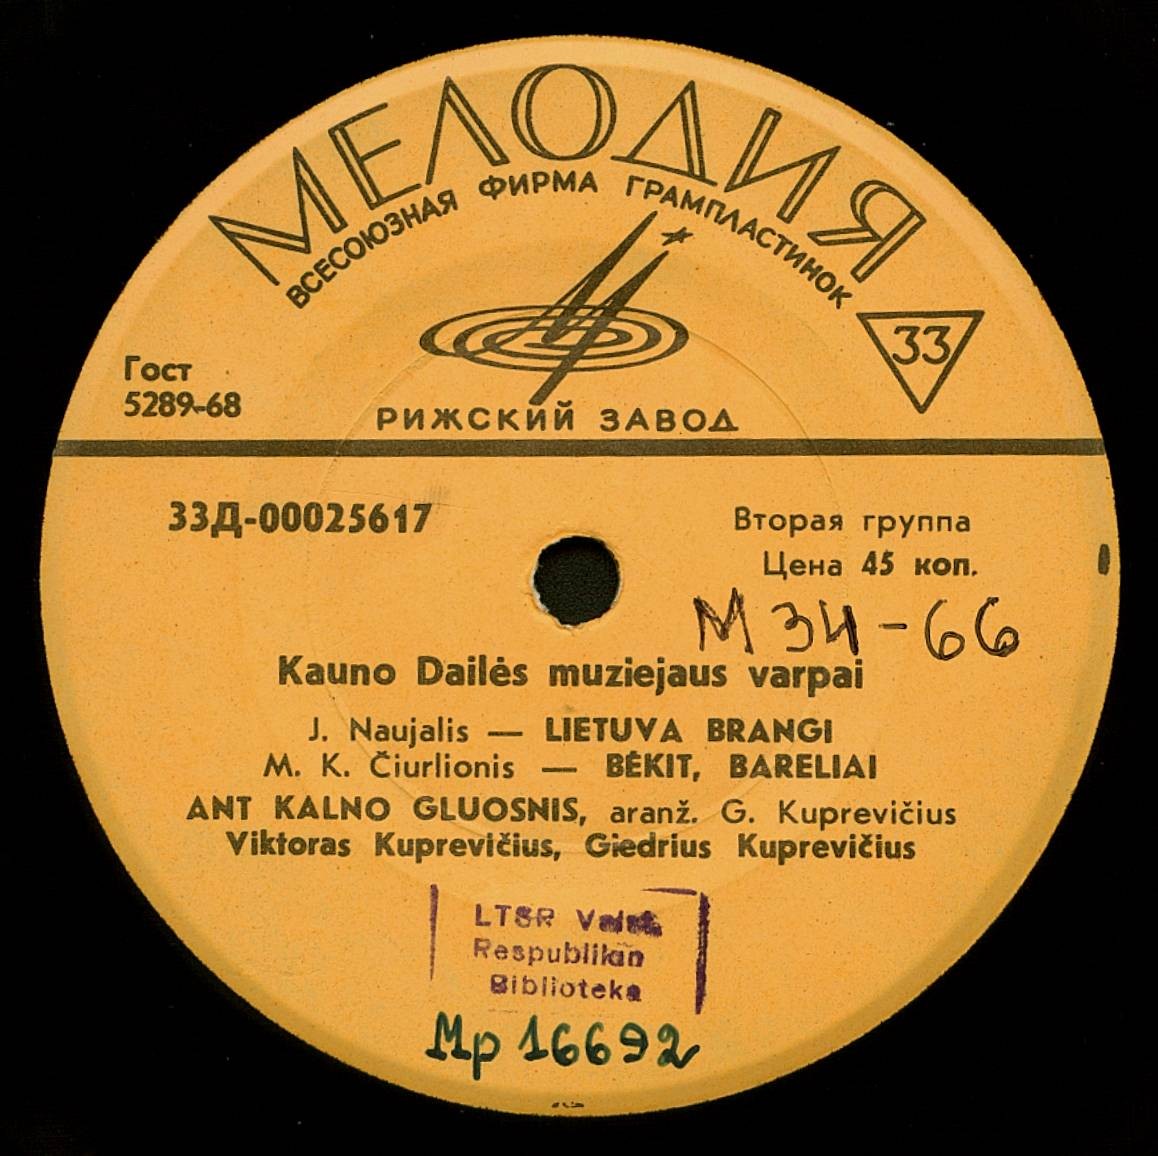 МЕЛОДИЯ
ВСЕСОЮЗНАЯ ФИРМА ГРАМПЛАСТИНОК
33
Гост
5289-68
РИЖСКИЙ ЗАВОД
33Д-00025617
Вторая группа
Цена 45 коп.
М 34-66
Kauno Dailės muziejaus varpai
J. Naujalis — LIETUVA BRANGI
M. K. Čiurlionis — BĖKIT, BARELIAI
ANT KALNO GLUOSNIS, aranž. G. Kuprevičius
Viktoras Kuprevičius, Giedrius Kuprevičius
LTSR
Respublikan
Biblioteka
Mp 16692